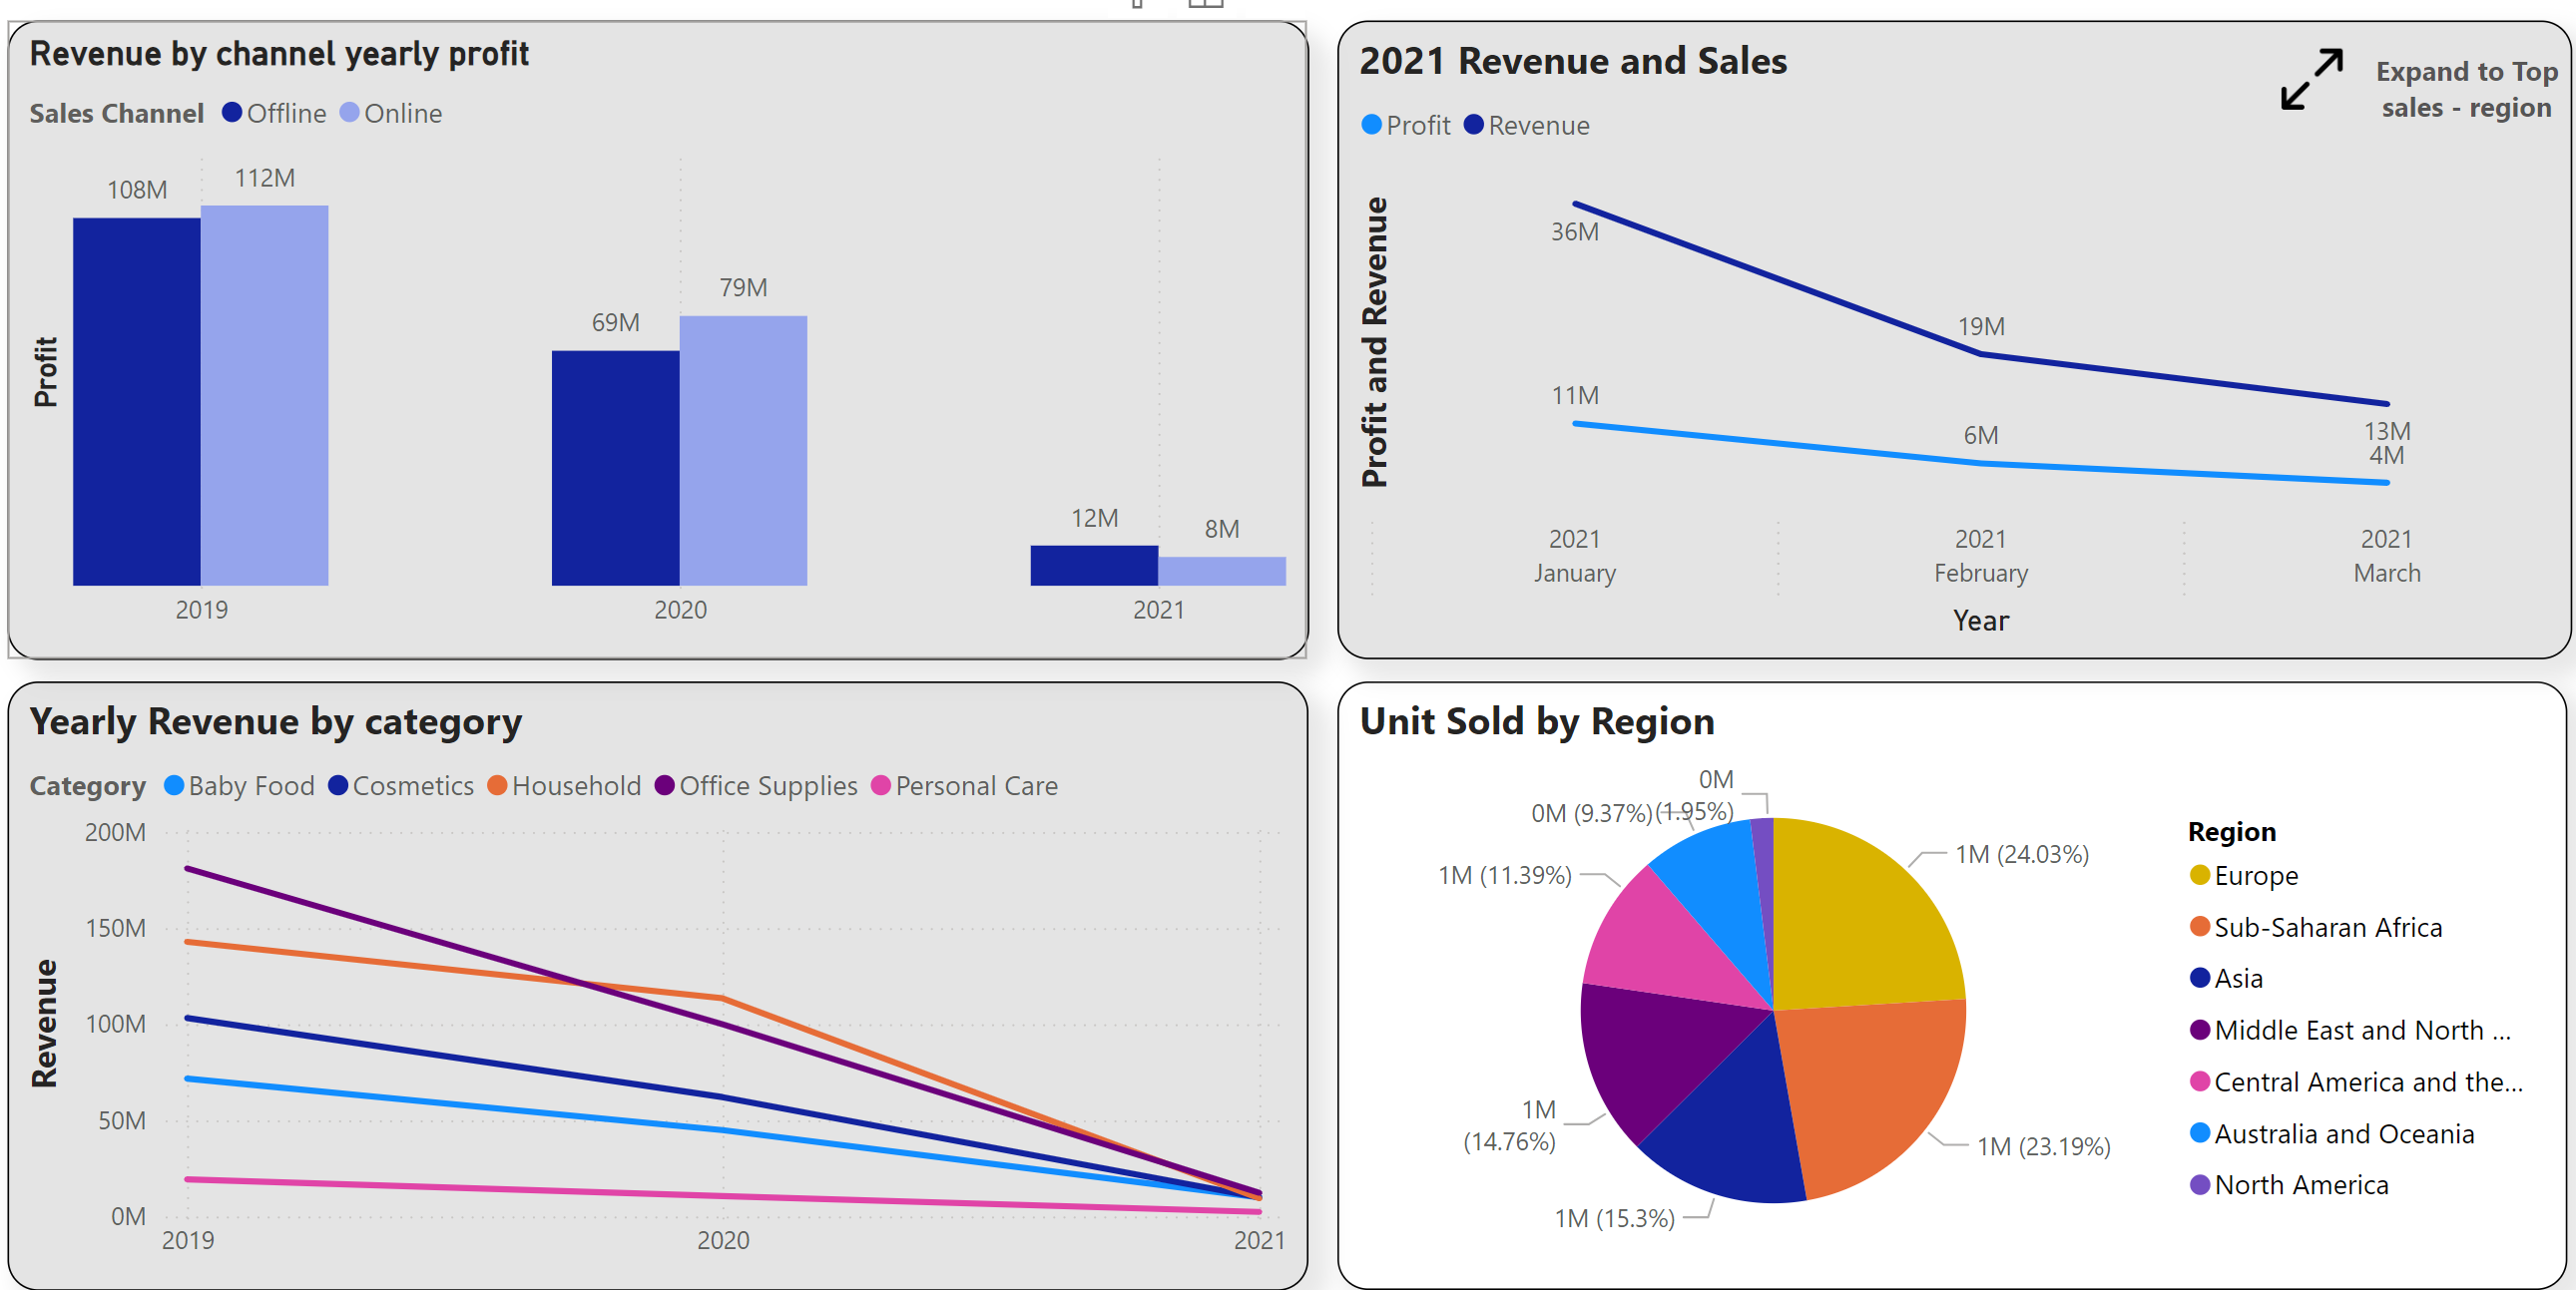 Revenue by channel yearly profit
Sales Channel Offline Online
108M
112M
69M
79M
12M
8M
Profit
2019 2020 2021
2021 Revenue and Sales
Expand to Top
sales - region
Profit Revenue
Profit and Revenue
36M
19M
13M
11M
6M
4M
2021 2021 2021
January February March
Year
Yearly Revenue by category
Category Baby Food Cosmetics Household Office Supplies Personal Care
Revenue
200M
150M
100M
50M
0M
2019 2020 2021
Unit Sold by Region
0M
(1.95%)
0M (9.37%)
1M (11.39%)
1M
(14.76%)
1M (15.3%)
1M (23.19%)
1M (24.03%)
Region
Europe
Sub-Saharan Africa
Asia
Middle East and North ...
Central America and the...
Australia and Oceania
North America